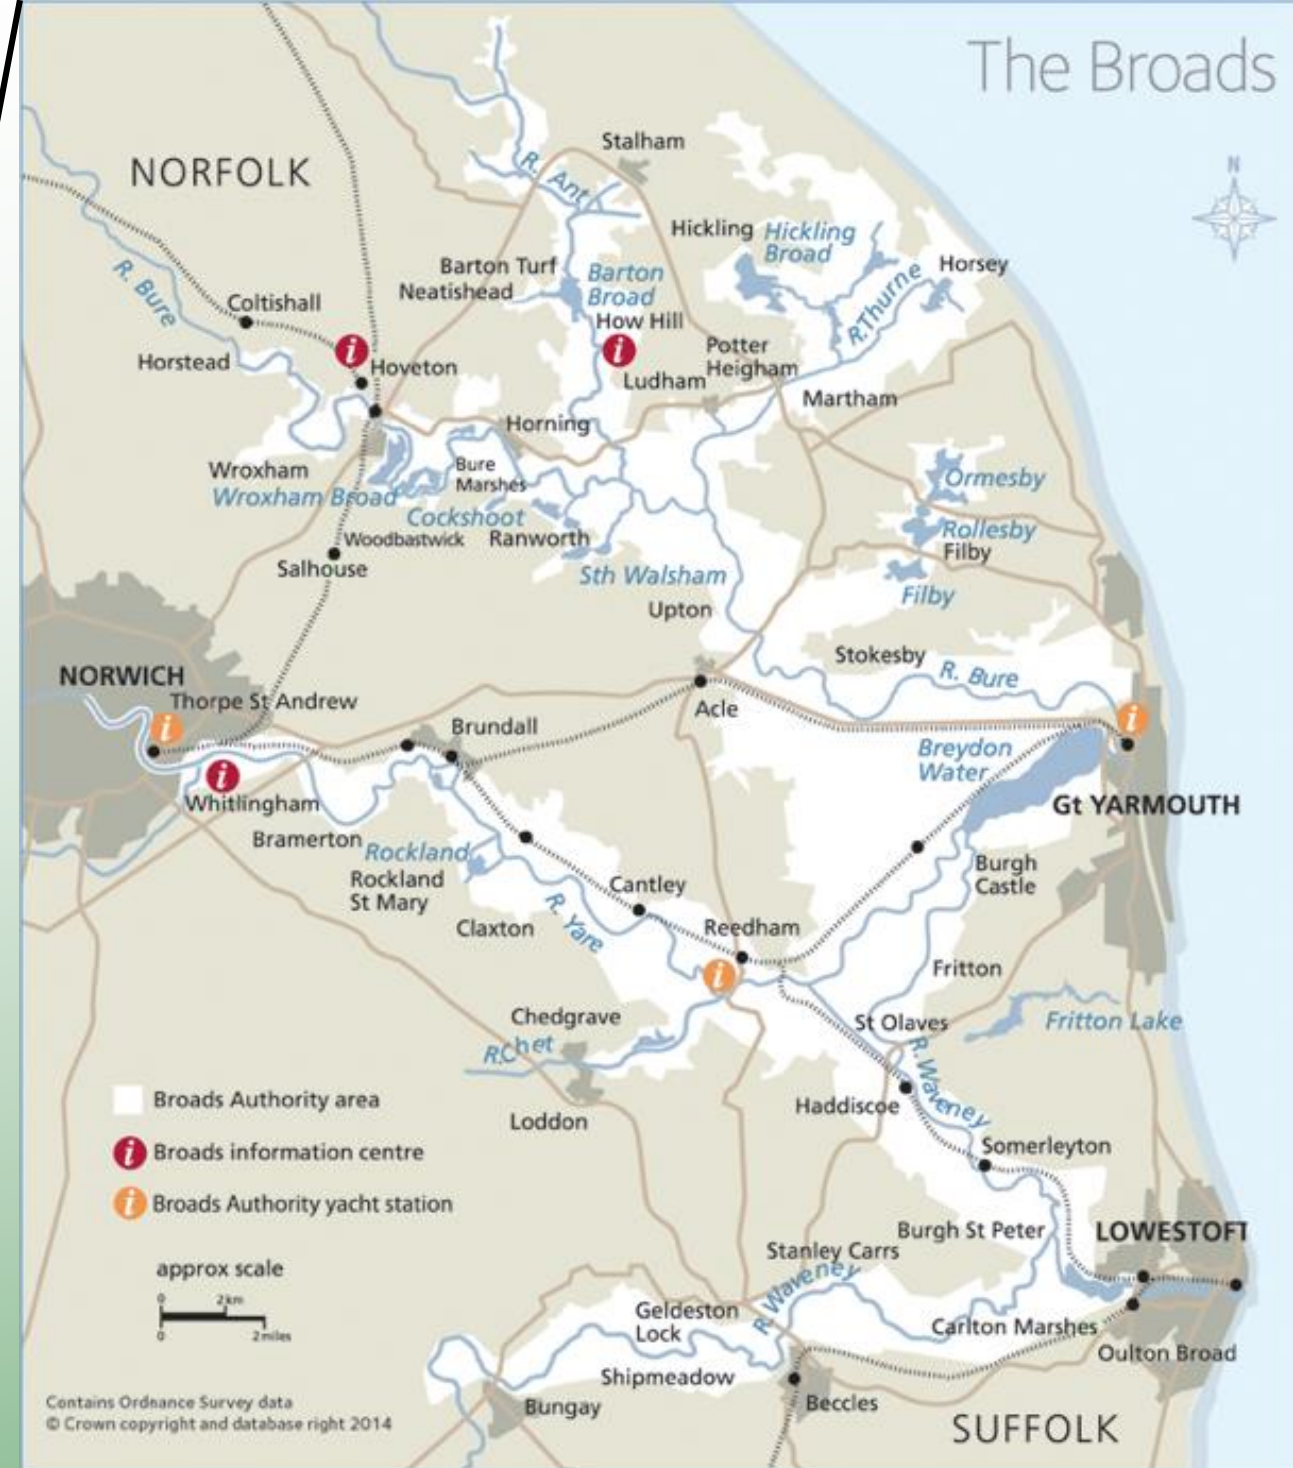 The Broads
N
NORFOLK
Stalham
R. Ant
Hickling
Hickling
Broad
Horsey
Barton Turf
Neatishead
Barton
Broad
R. Bure
R.Thurne
Coltishall
How Hill
i
i
Horstead
Hoveton
Potter
Heigham
Ludham
Martham
Horning
Wroxham
Bure
Marshes
Ormesby
Wroxham Broad
Cockshoot
Woodbastwick
Ranworth
Rollesby
Filby
Salhouse
Sth Walsham
Filby
Upton
Stokesby
R. Bure
NORWICH
Thorpe St Andrew
i
Brundall
Acle
i
Breydon
Water
i
Whitlingham
Gt YARMOUTH
Bramerton
Rockland
Rockland
St Mary
Burgh
Castle
Cantley
Claxton
R. Yare
Reedham
i
Fritton
Chedgrave
St Olaves
Fritton Lake
R.Chet
R. Waveney
Broads Authority area
Loddon
Haddiscoe
i Broads information centre
Somerleyton
i Broads Authority yacht station
Burgh St Peter
LOWESTOFT
Stanley Carrs
approx scale
0 2km
0 2miles
R. Waveney
Geldeston
Lock
Carlton Marshes
Oulton Broad
Shipmeadow
Beccles
Bungay
SUFFOLK
Contains Ordnance Survey data
© Crown copyright and database right 2014